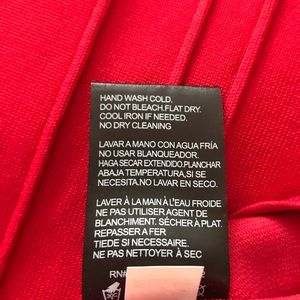 HAND WASH COLD.
DO NOT BLEACH.FLAT DRY.
COOL IRON IF NEEDED.
NO DRY CLEANING
LAVAR A MANO CON AGUA FRÍA
NO USAR BLANQUEADOR.
HAGA SECAR EXTENDIDO.PLANCHAR
ABAJA TEMPERATURA,SI SE
NECESITA.NO LAVAR EN SECO.
LAVER À LA MAIN À L'EAU FROIDE
NE PAS UTILISER AGENT DE
BLANCHIMENT. SÉCHER À PLAT.
REPASSER A FER
TIEDE SI NECESSAIRE.
NE PAS NETTOYER À SEC
RN#